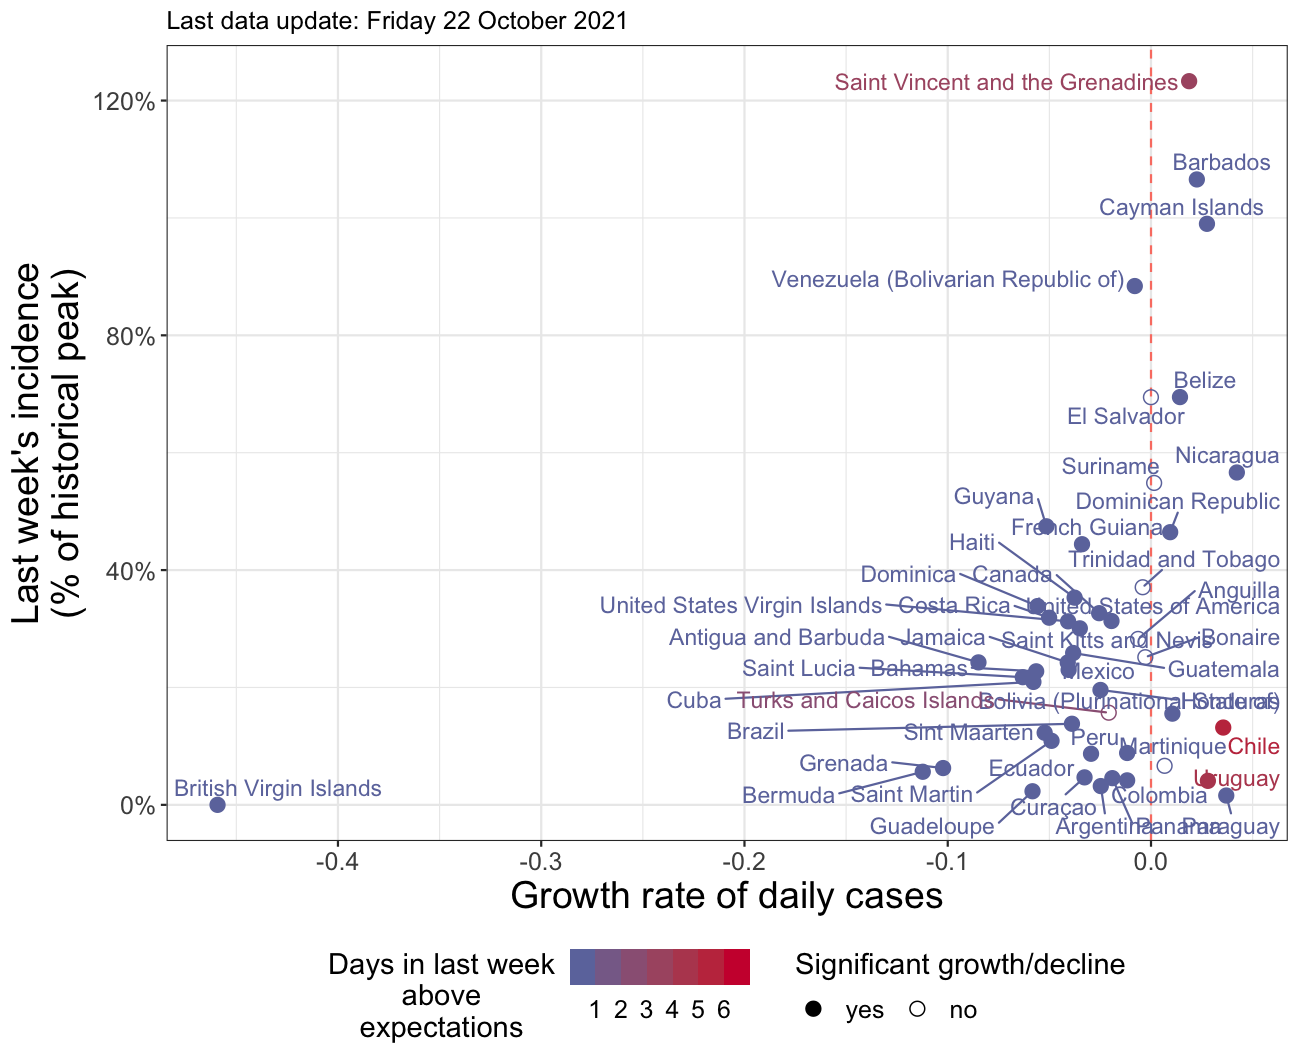 Last data update: Friday 22 October 2021
Last week's incidence
(% of historical peak)
120%
80%
40%
0%
Saint Vincent and the Grenadines
Barbados
Cayman Islands
Venezuela (Bolivarian Republic of)
Belize
El Salvador
Nicaragua
Suriname
Guyana
Dominican Republic
French Guiana
Haiti
Trinidad and Tobago
Dominica
Canada
Anguilla
United States Virgin Islands
Costa Rica
United States of America
Antigua and Barbuda
Jamaica
Saint Kitts and Nevis
Bonaire
Saint Lucia
Bahamas
Mexico
Guatemala
Cuba
Turks and Caicos Islands
Bolivia (Plurinational State of)
Honduras
Brazil
Sint Maarten
Peru
Martinique
Chile
Grenada
Ecuador
Uruguay
British Virgin Islands
Bermuda
Saint Martin
Colombia
Curaçao
Guadeloupe
Argentina
Panama
Paraguay
-0.4
-0.3
-0.2
-0.1
0.0
Growth rate of daily cases
Days in last week
above
expectations
1 2 3 4 5 6
Significant growth/decline
yes
no